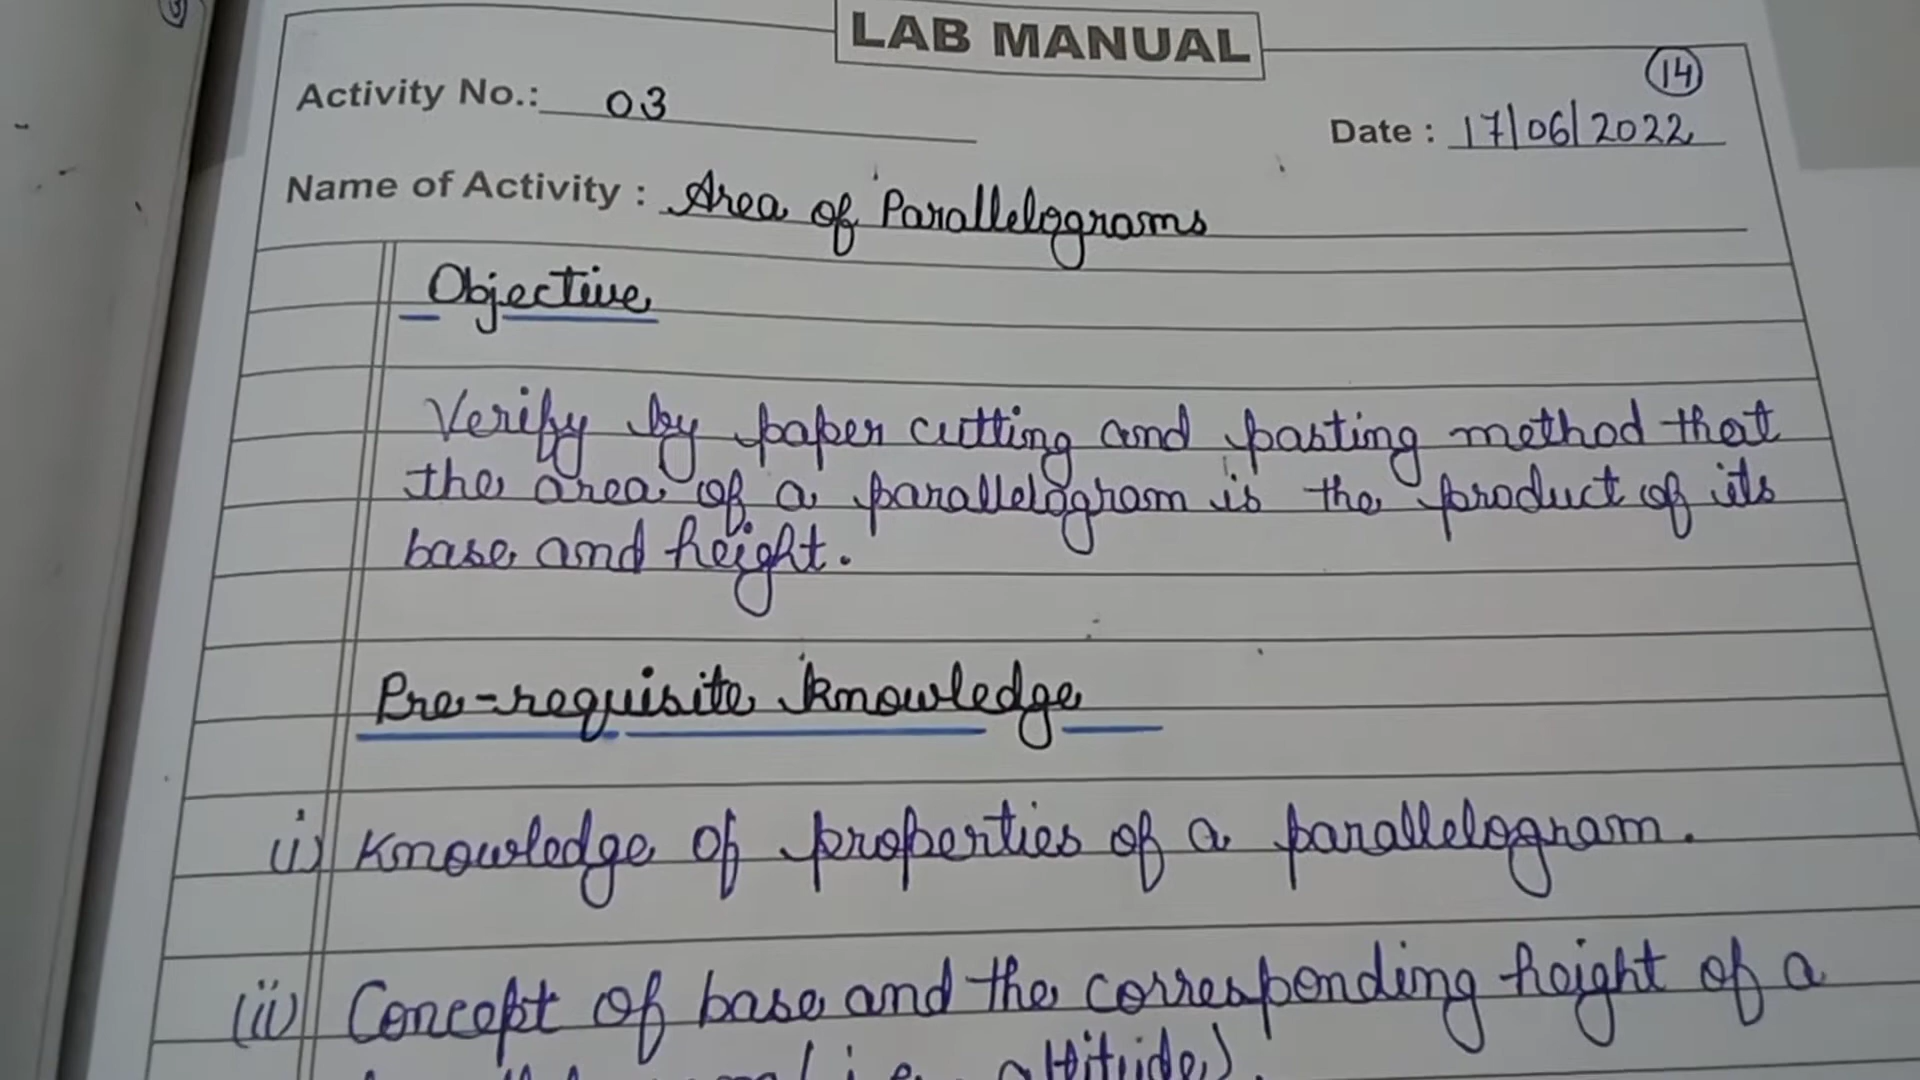 LAB MANUAL
14
Activity No.: 03
Date : 17/06/2022
Name of Activity : Area of Parallelograms
Objective
Verify by paper cutting and pasting method that
the area of a parallelogram is the product of its
base and height.
Pre-requisite knowledge
(i) Knowledge of properties of a parallelogram.
(ii) Concept of base and the corresponding height of a
(i.e. altitude).